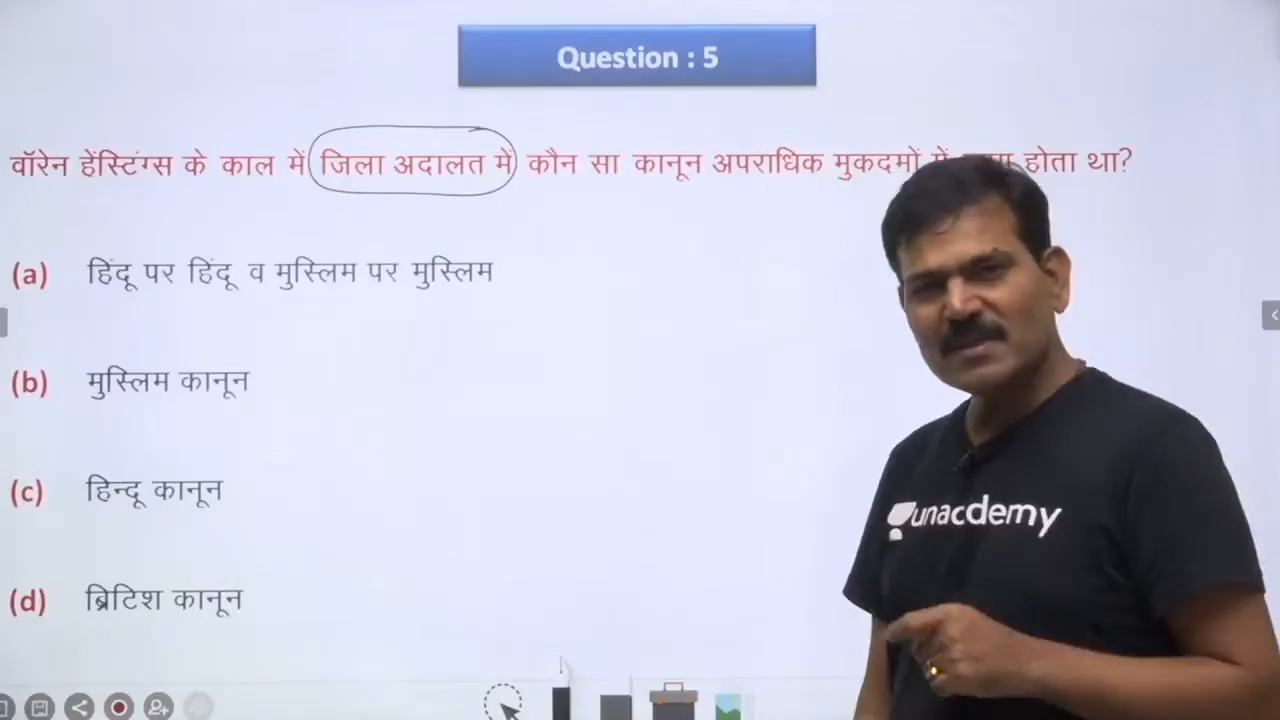 Question : 5
वॉरेन हेंस्टिंग्स के काल में जिला अदालत में कौन सा कानून अपराधिक मुकदमों में होता था?
(a) हिंदू पर हिंदू व मुस्लिम पर मुस्लिम
(b) मुस्लिम कानून
(c) हिन्दू कानून
(d) ब्रिटिश कानून
unacdemy